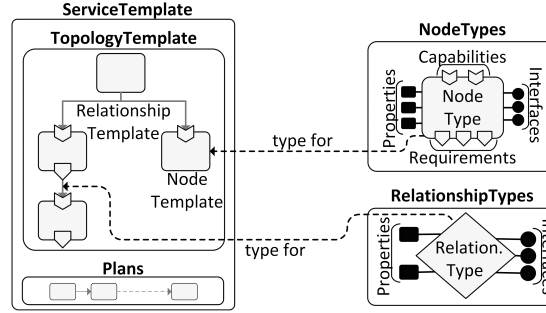 ServiceTemplate
TopologyTemplate
Relationship
Template
Node
Template
Plans
type for
type for
NodeTypes
Capabilities
Properties
Node
Type
Interfaces
Requirements
RelationshipTypes
Properties
Relation.
Type
Interfaces